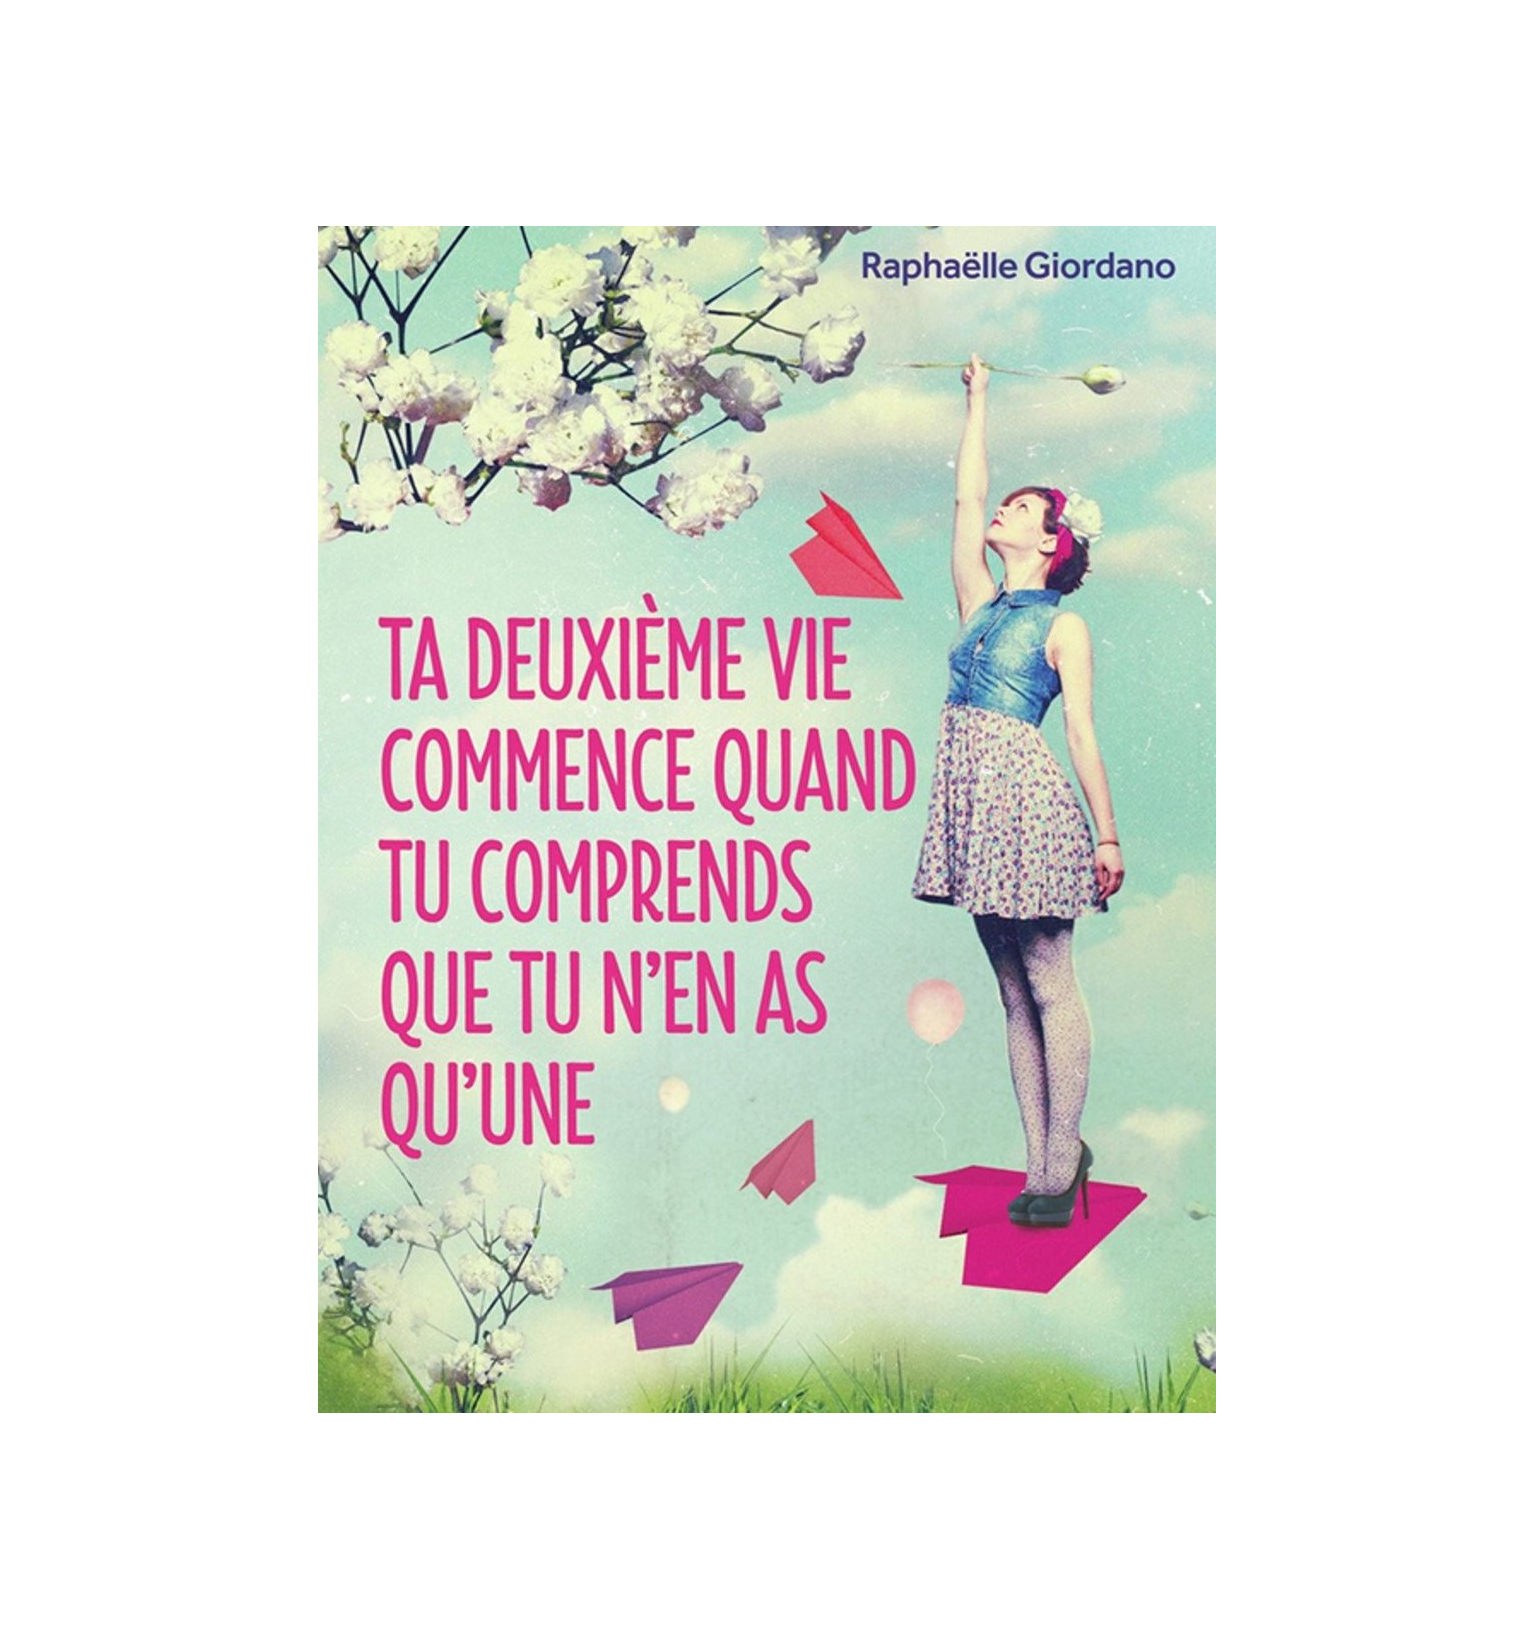 Raphaëlle Giordano
TA DEUXIÈME VIE
COMMENCE QUAND
TU COMPRENDS
QUE TU N’EN AS
QU’UNE